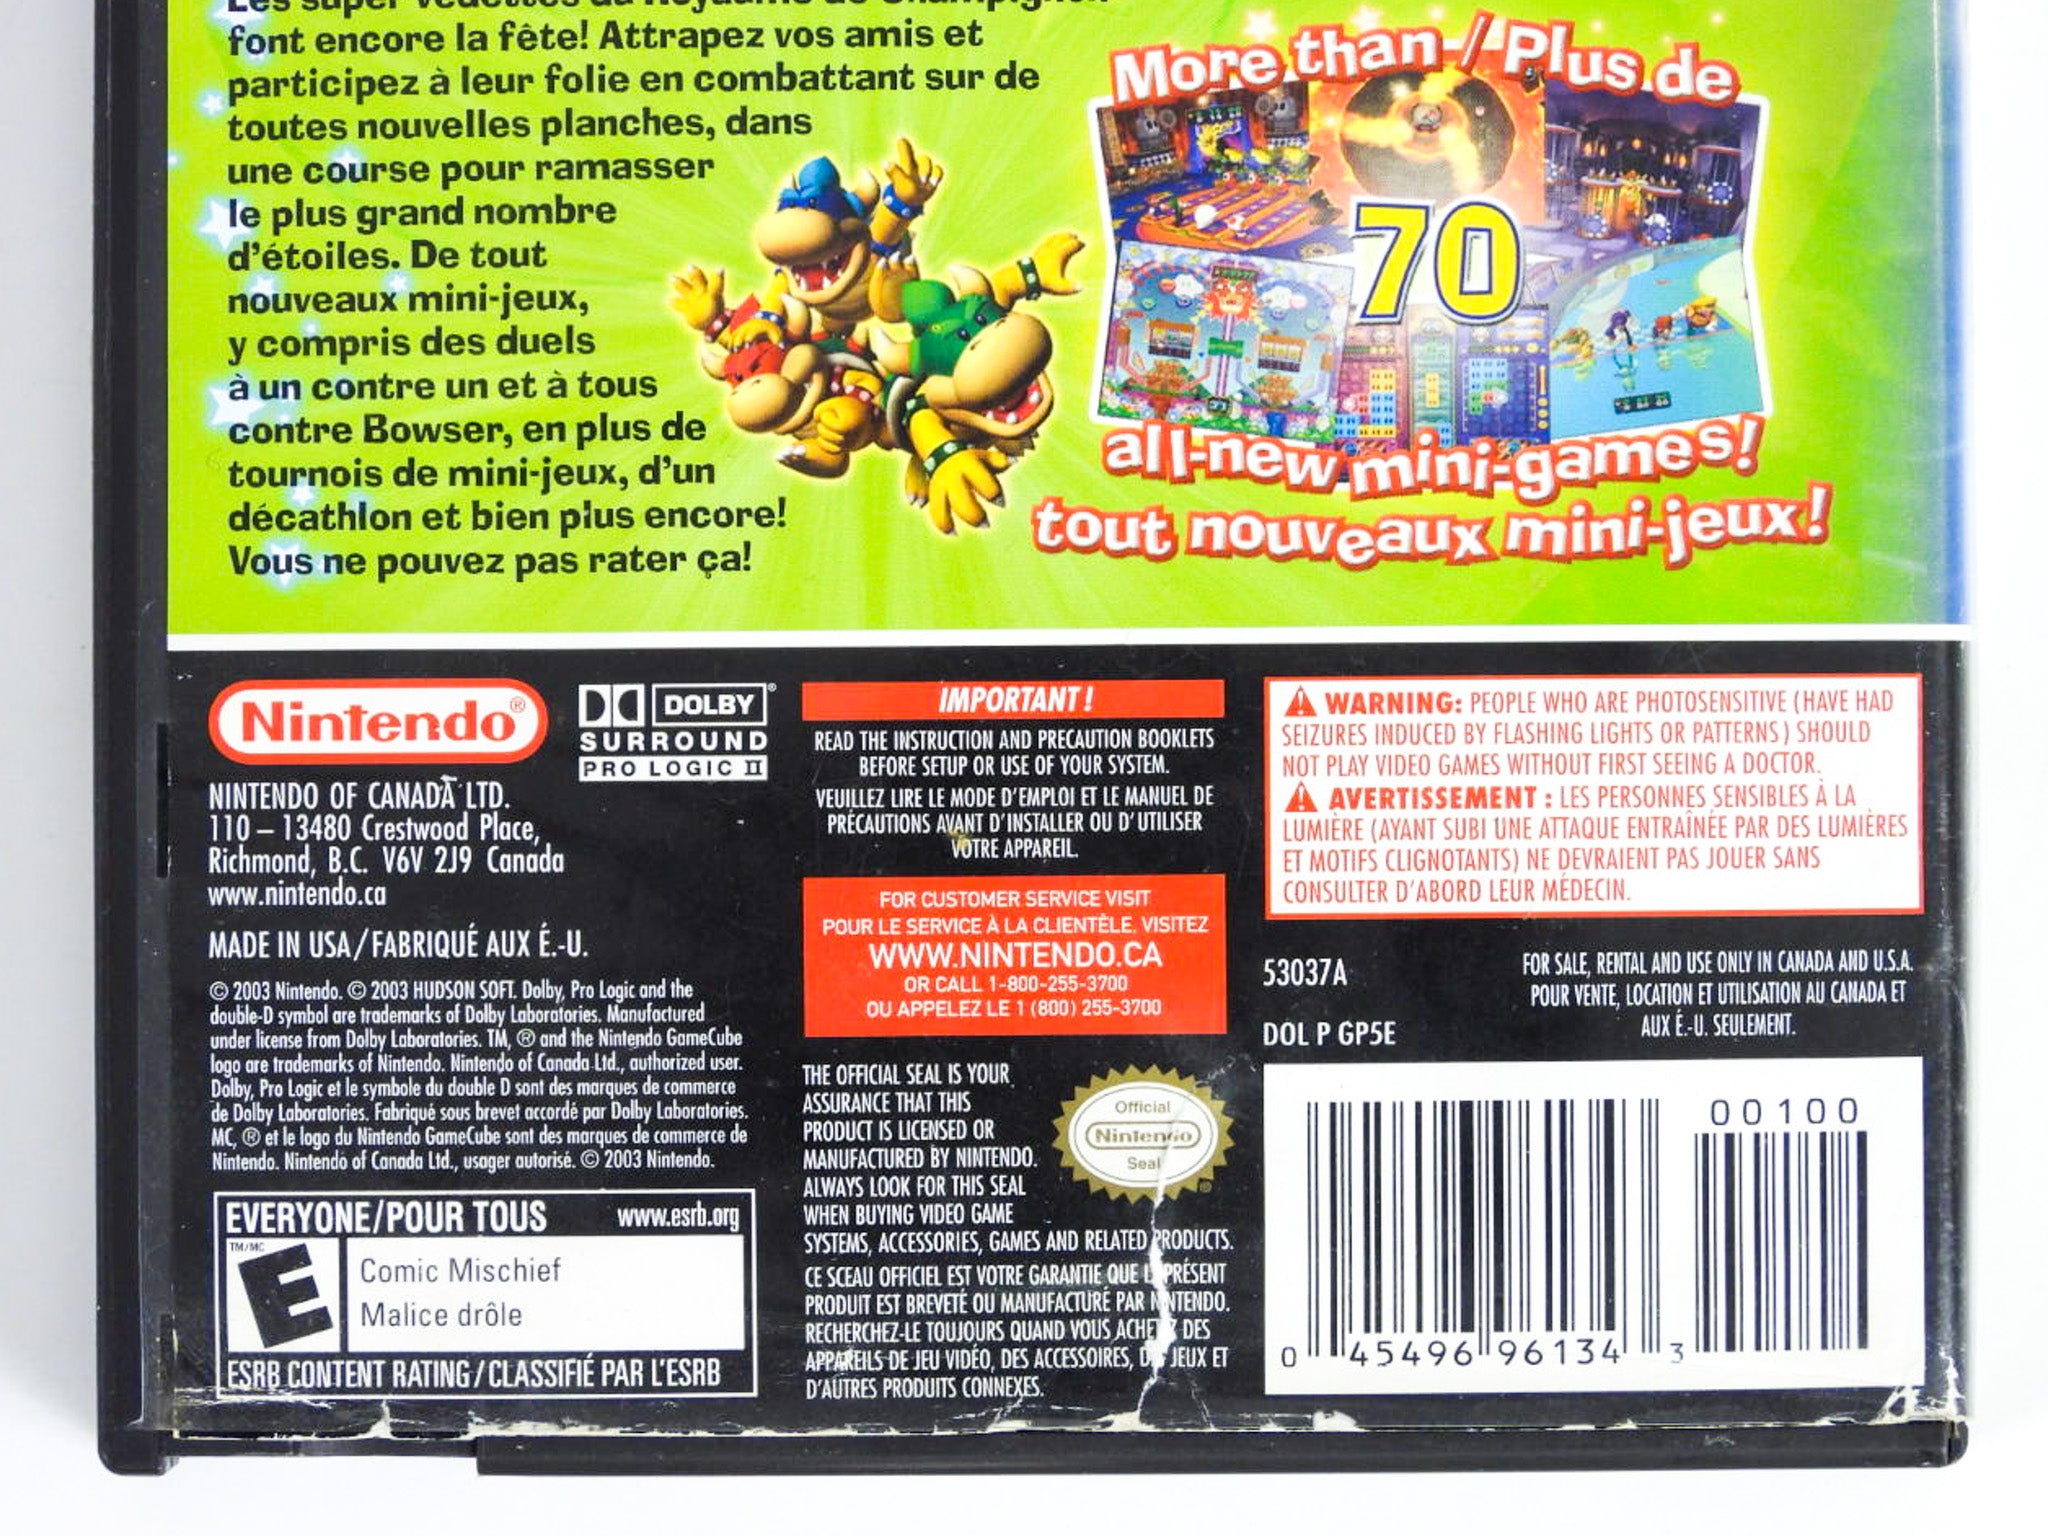 Les super vedettes du Royaume de Champignon
font encore la fête! Attrapez vos amis et
participez à leur folie en combattant sur de
toutes nouvelles planches, dans
une course pour ramasser
le plus grand nombre
d'étoiles. De tout
nouveaux mini-jeux,
y compris des duels
à un contre un et à tous
contre Bowser, en plus de
tournois de mini-jeux, d'un
décathlon et bien plus encore!
Vous ne pouvez pas rater ça!
More than / Plus de
70
all-new mini-games!
tout nouveaux mini-jeux!
Nintendo®
NINTENDO OF CANADA LTD.
110 – 13480 Crestwood Place,
Richmond, B.C. V6V 2J9 Canada
www.nintendo.ca
MADE IN USA/FABRIQUÉ AUX É.-U.
© 2003 Nintendo. © 2003 HUDSON SOFT. Dolby, Pro Logic and the
double-D symbol are trademarks of Dolby Laboratories. Manufactured
under license from Dolby Laboratories. TM, ® and the Nintendo GameCube
logo are trademarks of Nintendo. Nintendo of Canada Ltd., authorized user.
Dolby, Pro Logic et le symbole du double D sont des marques de commerce
de Dolby Laboratories. Fabriqué sous brevet accordé par Dolby Laboratories.
MC, ® et le logo du Nintendo GameCube sont des marques de commerce de
Nintendo. Nintendo of Canada Ltd., usager autorisé. © 2003 Nintendo.
EVERYONE/POUR TOUS www.esrb.org
TM/MC
E
Comic Mischief
Malice drôle
ESRB CONTENT RATING/CLASSIFIÉ PAR L'ESRB
DOLBY®
SURROUND
PRO LOGIC II
IMPORTANT!
READ THE INSTRUCTION AND PRECAUTION BOOKLETS
BEFORE SETUP OR USE OF YOUR SYSTEM.
VEUILLEZ LIRE LE MODE D'EMPLOI ET LE MANUEL DE
PRÉCAUTIONS AVANT D'INSTALLER OU D'UTILISER
VOTRE APPAREIL.
FOR CUSTOMER SERVICE VISIT
POUR LE SERVICE À LA CLIENTÈLE, VISITEZ
WWW.NINTENDO.CA
OR CALL 1-800-255-3700
OU APPELEZ LE 1 (800) 255-3700
THE OFFICIAL SEAL IS YOUR
ASSURANCE THAT THIS
PRODUCT IS LICENSED OR
MANUFACTURED BY NINTENDO.
ALWAYS LOOK FOR THIS SEAL
WHEN BUYING VIDEO GAME
SYSTEMS, ACCESSORIES, GAMES AND RELATED PRODUCTS.
CE SCEAU OFFICIEL EST VOTRE GARANTIE QUE LE PRÉSENT
PRODUIT EST BREVETÉ OU MANUFACTURÉ PAR NINTENDO.
RECHERCHEZ-LE TOUJOURS QUAND VOUS ACHETEZ DES
APPAREILS DE JEU VIDÉO, DES ACCESSOIRES, DES JEUX ET
D'AUTRES PRODUITS CONNEXES.
Official
Nintendo
Seal
®
WARNING: PEOPLE WHO ARE PHOTOSENSITIVE (HAVE HAD
SEIZURES INDUCED BY FLASHING LIGHTS OR PATTERNS) SHOULD
NOT PLAY VIDEO GAMES WITHOUT FIRST SEEING A DOCTOR.
AVERTISSEMENT : LES PERSONNES SENSIBLES À LA
LUMIÈRE (AYANT SUBI UNE ATTAQUE ENTRAÎNÉE PAR DES LUMIÈRES
ET MOTIFS CLIGNOTANTS) NE DEVRAIENT PAS JOUER SANS
CONSULTER D'ABORD LEUR MÉDECIN.
53037A
DOL P GP5E
FOR SALE, RENTAL AND USE ONLY IN CANADA AND U.S.A.
POUR VENTE, LOCATION ET UTILISATION AU CANADA ET
AUX É.-U. SEULEMENT.
00100
0 45496 96134 3